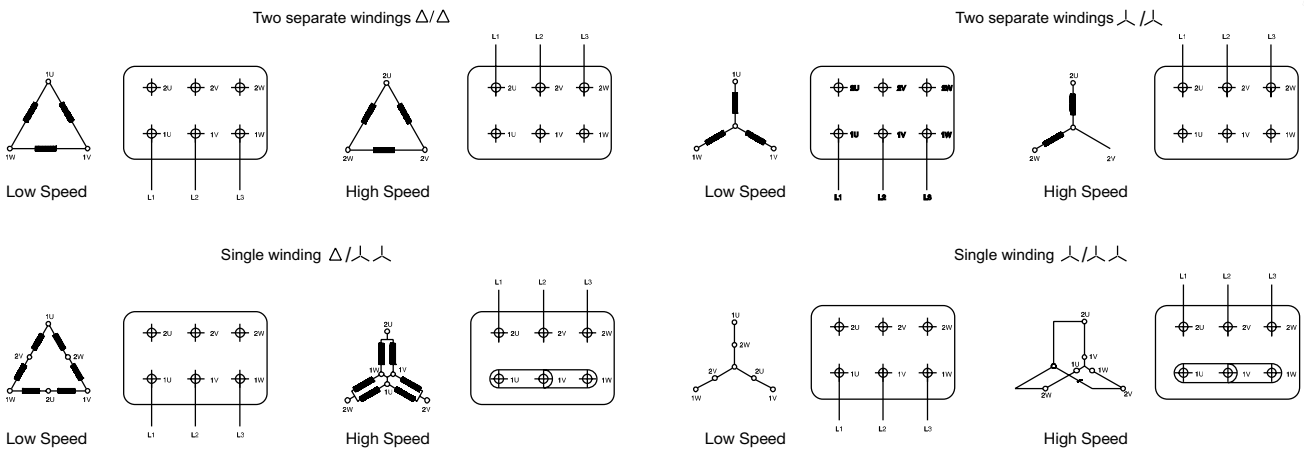 Two separate windings △/△
L1 L2 L3
1U
1W 1V
Low Speed
2U 2V 2W
1U 1V 1W
L1 L2 L3
2U
2W 2V
High Speed
2U 2V 2W
1U 1V 1W
Two separate windings ⅄/⅄
L1 L2 L3
1U
1W 1V
Low Speed
2U 2V 2W
1U 1V 1W
L1 L2 L3
2U
2W 2V
High Speed
2U 2V 2W
1U 1V 1W
Single winding △/⅄⅄
L1 L2 L3
1U
2V 2W
1W 2U 1V
Low Speed
2U 2V 2W
1U 1V 1W
L1 L2 L3
2U
1W 1V
1U
2W 2V
High Speed
2U 2V 2W
1U 1V 1W
Single winding ⅄/⅄⅄
L1 L2 L3
1U
2W
2V 2U
1W 1V
Low Speed
2U 2V 2W
1U 1V 1W
L1 L2 L3
2U
1V
1U 1W
2W 2V
High Speed
2U 2V 2W
1U 1V 1W